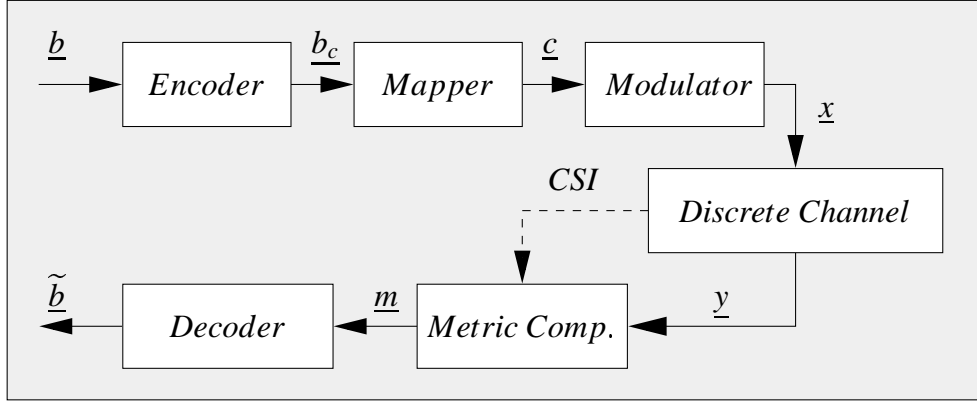 b
b_c
c
Encoder
Mapper
Modulator
x
CSI
Discrete Channel
b̃
m
y
Decoder
Metric Comp.